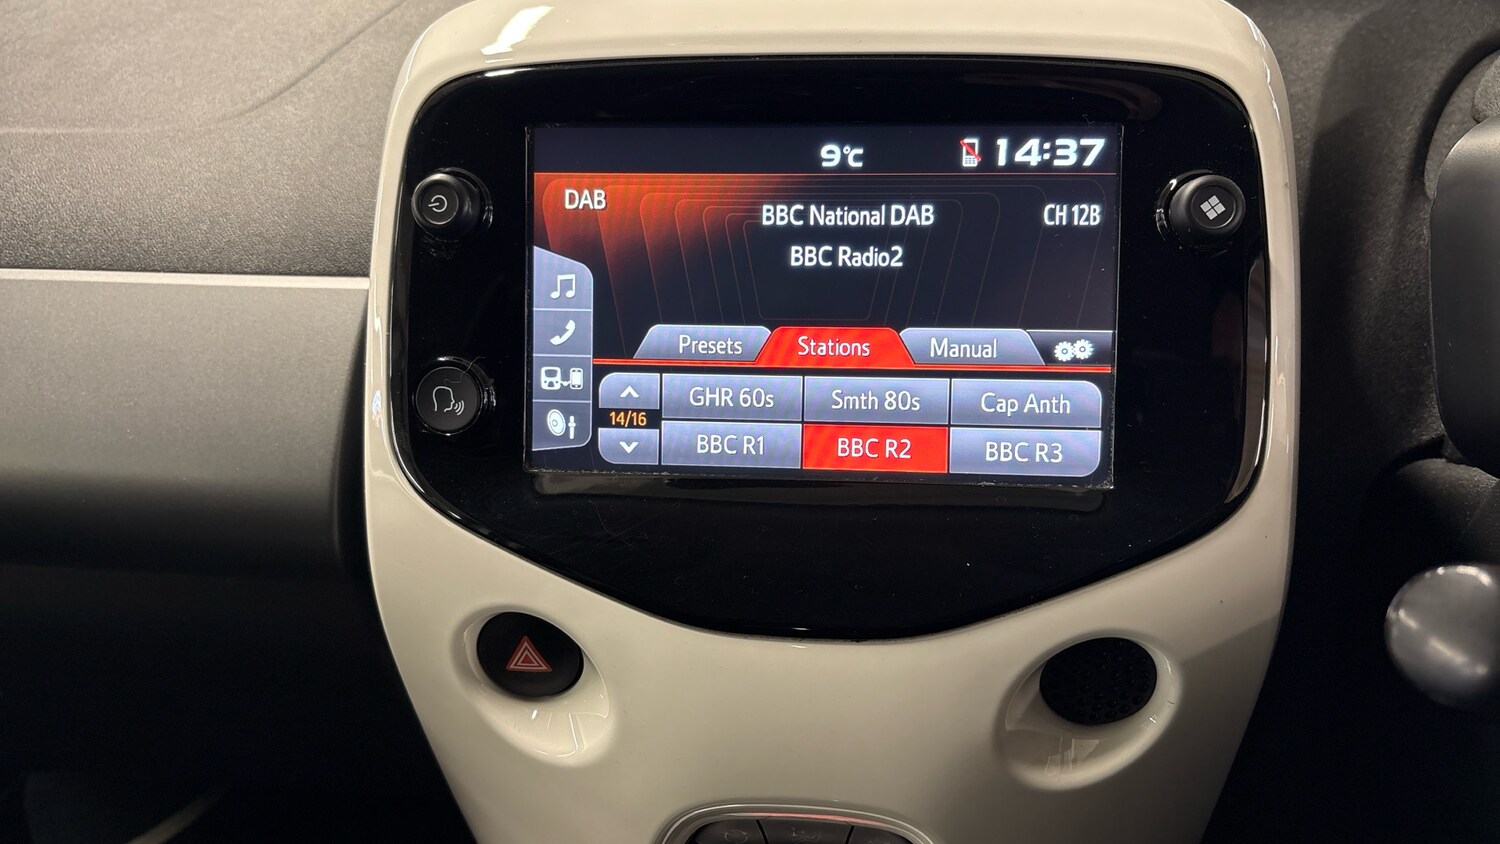 9°C 14:37
DAB
BBC National DAB CH 12B
BBC Radio2
Presets Stations Manual
GHR 60s Smth 80s Cap Anth
14/16
BBC R1 BBC R2 BBC R3